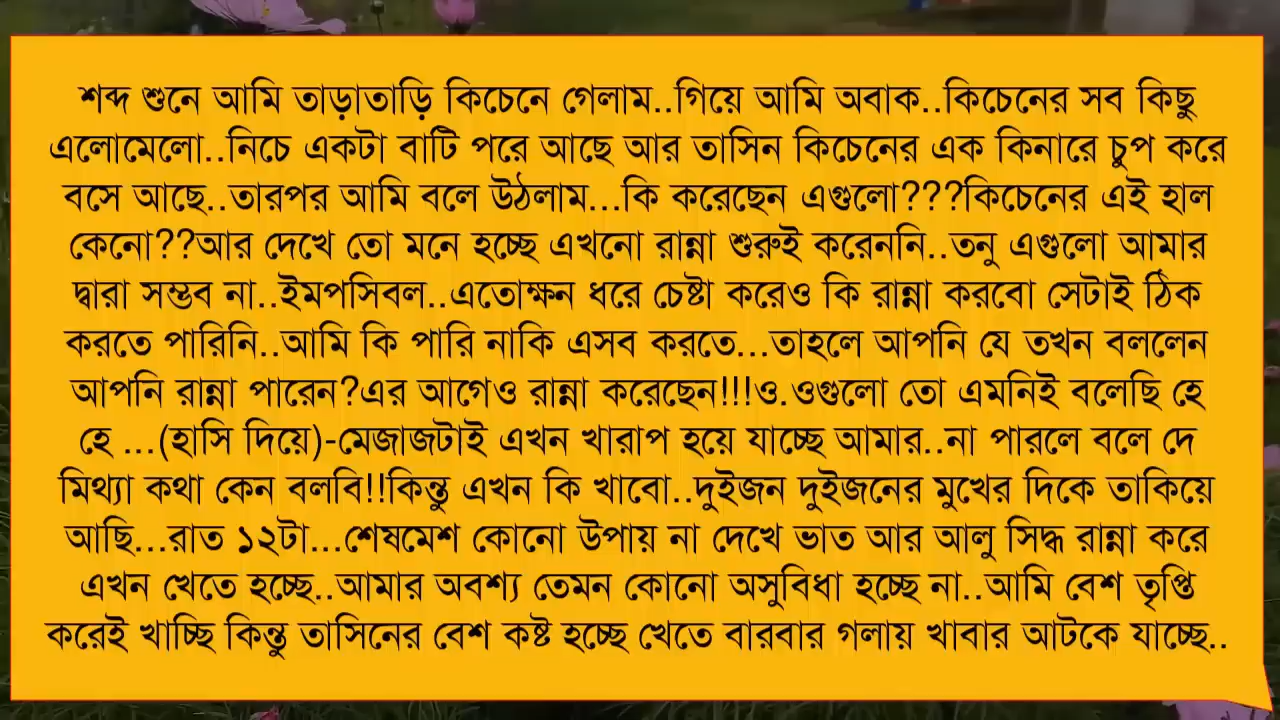 শব্দ শুনে আমি তাড়াতাড়ি কিচেনে গেলাম..গিয়ে আমি অবাক..কিচেনের সব কিছু
এলোমেলো..নিচে একটা বাটি পরে আছে আর তাসিন কিচেনের এক কিনারে চুপ করে
বসে আছে..তারপর আমি বলে উঠলাম...কি করেছেন এগুলো???কিচেনের এই হাল
কেনো??আর দেখে তো মনে হচ্ছে এখনো রান্না শুরুই করেননি..তনু এগুলো আমার
দ্বারা সম্ভব না..ইমপসিবল..এতোক্ষন ধরে চেষ্টা করেও কি রান্না করবো সেটাই ঠিক
করতে পারিনি..আমি কি পারি নাকি এসব করতে...তাহলে আপনি যে তখন বললেন
আপনি রান্না পারেন?এর আগেও রান্না করেছেন!!!ও.ওগুলো তো এমনিই বলেছি হে
হে ...(হাসি দিয়ে)-মেজাজটাই এখন খারাপ হয়ে যাচ্ছে আমার..না পারলে বলে দে
মিথ্যা কথা কেন বলবি!!কিন্তু এখন কি খাবো..দুইজন দুইজনের মুখের দিকে তাকিয়ে
আছি...রাত ১২টা...শেষমেশ কোনো উপায় না দেখে ভাত আর আলু সিদ্ধ রান্না করে
এখন খেতে হচ্ছে..আমার অবশ্য তেমন কোনো অসুবিধা হচ্ছে না..আমি বেশ তৃপ্তি
করেই খাচ্ছি কিন্তু তাসিনের বেশ কষ্ট হচ্ছে খেতে বারবার গলায় খাবার আটকে যাচ্ছে..